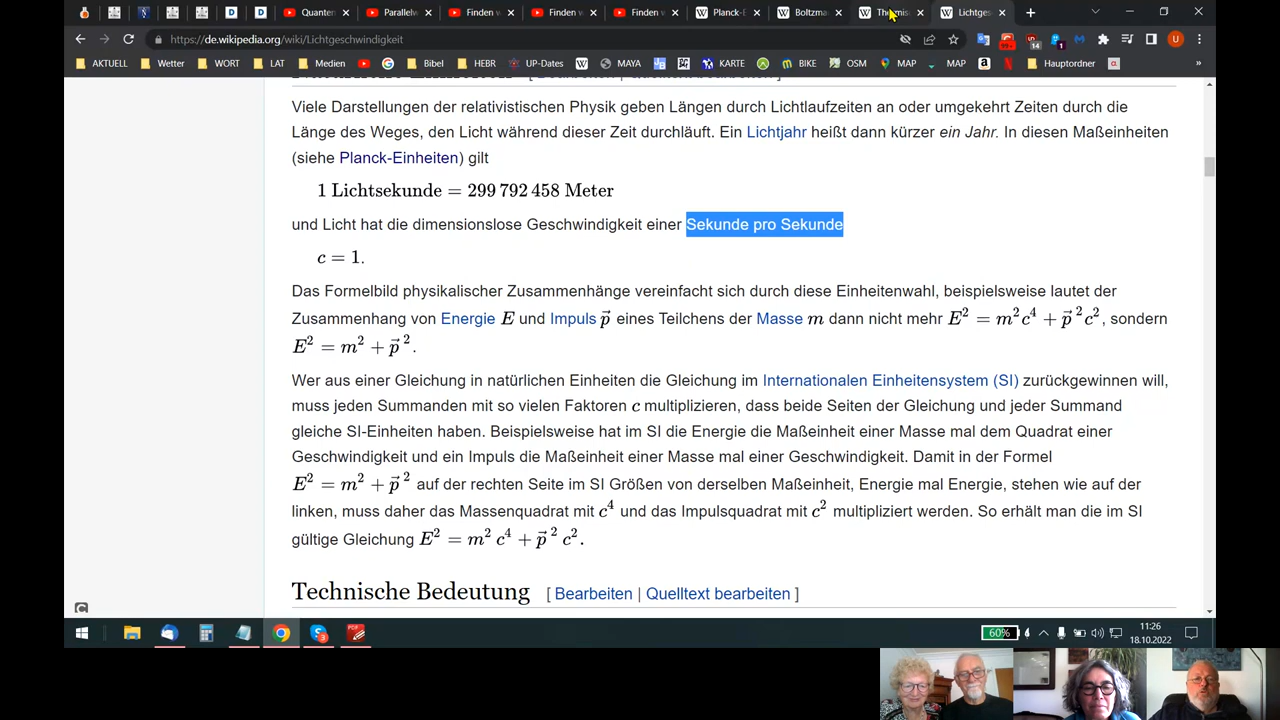 Quanten
Parallelw
Finden w
Finden w
Finden w
Planck-E
Boltzma
Lichtges
https://de.wikipedia.org/wiki/Lichtgeschwindigkeit
AKTUELL
Wetter
WORT
LAT
Medien
Bibel
HEBR
UP-Dates
MAYA
KARTE
BIKE
OSM
MAP
MAP
Hauptordner
Viele Darstellungen der relativistischen Physik geben Längen durch Lichtlaufzeiten an oder umgekehrt Zeiten durch die
Länge des Weges, den Licht während dieser Zeit durchläuft. Ein Lichtjahr heißt dann kürzer ein Jahr. In diesen Maßeinheiten
(siehe Planck-Einheiten) gilt
1 Lichtsekunde = 299 792 458 Meter
und Licht hat die dimensionslose Geschwindigkeit einer Sekunde pro Sekunde
c = 1.
Das Formelbild physikalischer Zusammenhänge vereinfacht sich durch diese Einheitenwahl, beispielsweise lautet der
Zusammenhang von Energie E und Impuls p⃗ eines Teilchens der Masse m dann nicht mehr E² = m²c⁴ + p⃗ ²c², sondern
E² = m² + p⃗ ².
Wer aus einer Gleichung in natürlichen Einheiten die Gleichung im Internationalen Einheitensystem (SI) zurückgewinnen will,
muss jeden Summanden mit so vielen Faktoren c multiplizieren, dass beide Seiten der Gleichung und jeder Summand
gleiche SI-Einheiten haben. Beispielsweise hat im SI die Energie die Maßeinheit einer Masse mal dem Quadrat einer
Geschwindigkeit und ein Impuls die Maßeinheit einer Masse mal einer Geschwindigkeit. Damit in der Formel
E² = m² + p⃗ ² auf der rechten Seite im SI Größen von derselben Maßeinheit, Energie mal Energie, stehen wie auf der
linken, muss daher das Massenquadrat mit c⁴ und das Impulsquadrat mit c² multipliziert werden. So erhält man die im SI
gültige Gleichung E² = m² c⁴ + p⃗ ² c².
Technische Bedeutung [ Bearbeiten | Quelltext bearbeiten ]
60%
11:26
18.10.2022